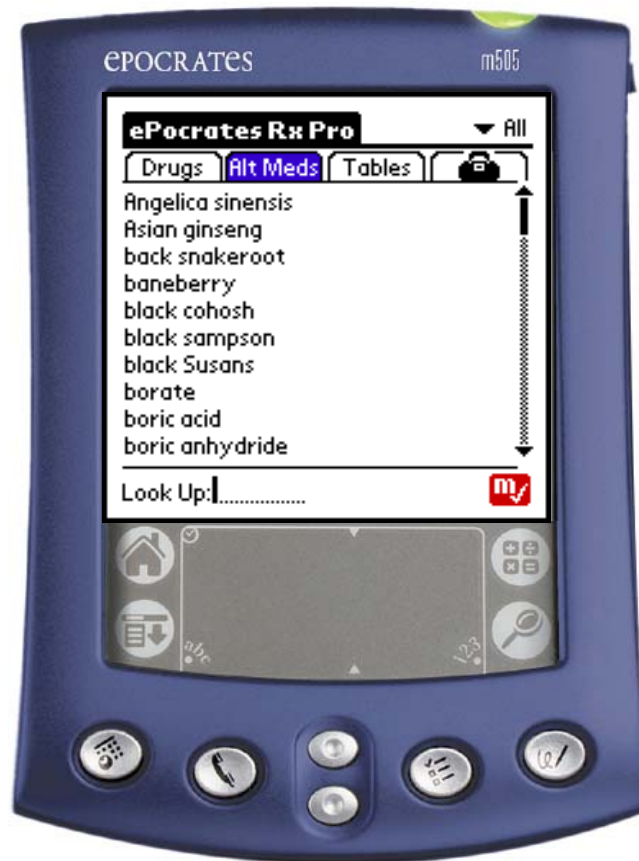 ePOCRATeS m505
ePocrates Rx Pro All
Drugs Alt Meds Tables
Angelica sinensis
Asian ginseng
back snakeroot
baneberry
black cohosh
black sampson
black Susans
borate
boric acid
boric anhydride
Look Up: m
abc 123